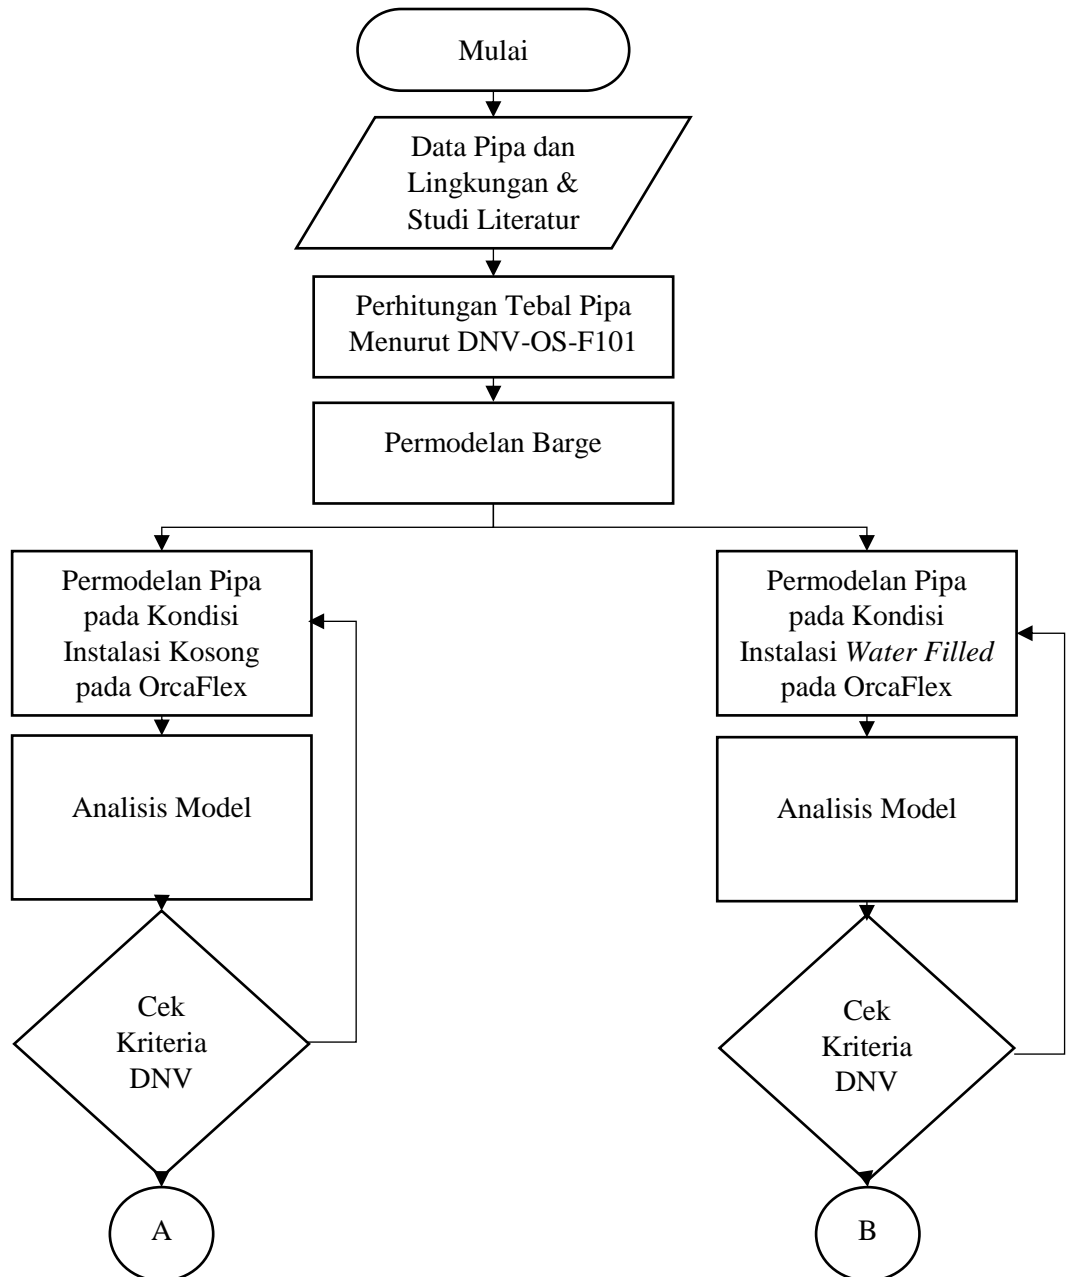 Mulai
Data Pipa dan
Lingkungan &
Studi Literatur
Perhitungan Tebal Pipa
Menurut DNV-OS-F101
Permodelan Barge
Permodelan Pipa
pada Kondisi
Instalasi Kosong
pada OrcaFlex
Permodelan Pipa
pada Kondisi
Instalasi Water Filled
pada OrcaFlex
Analisis Model
Analisis Model
Cek
Kriteria
DNV
Cek
Kriteria
DNV
A
B